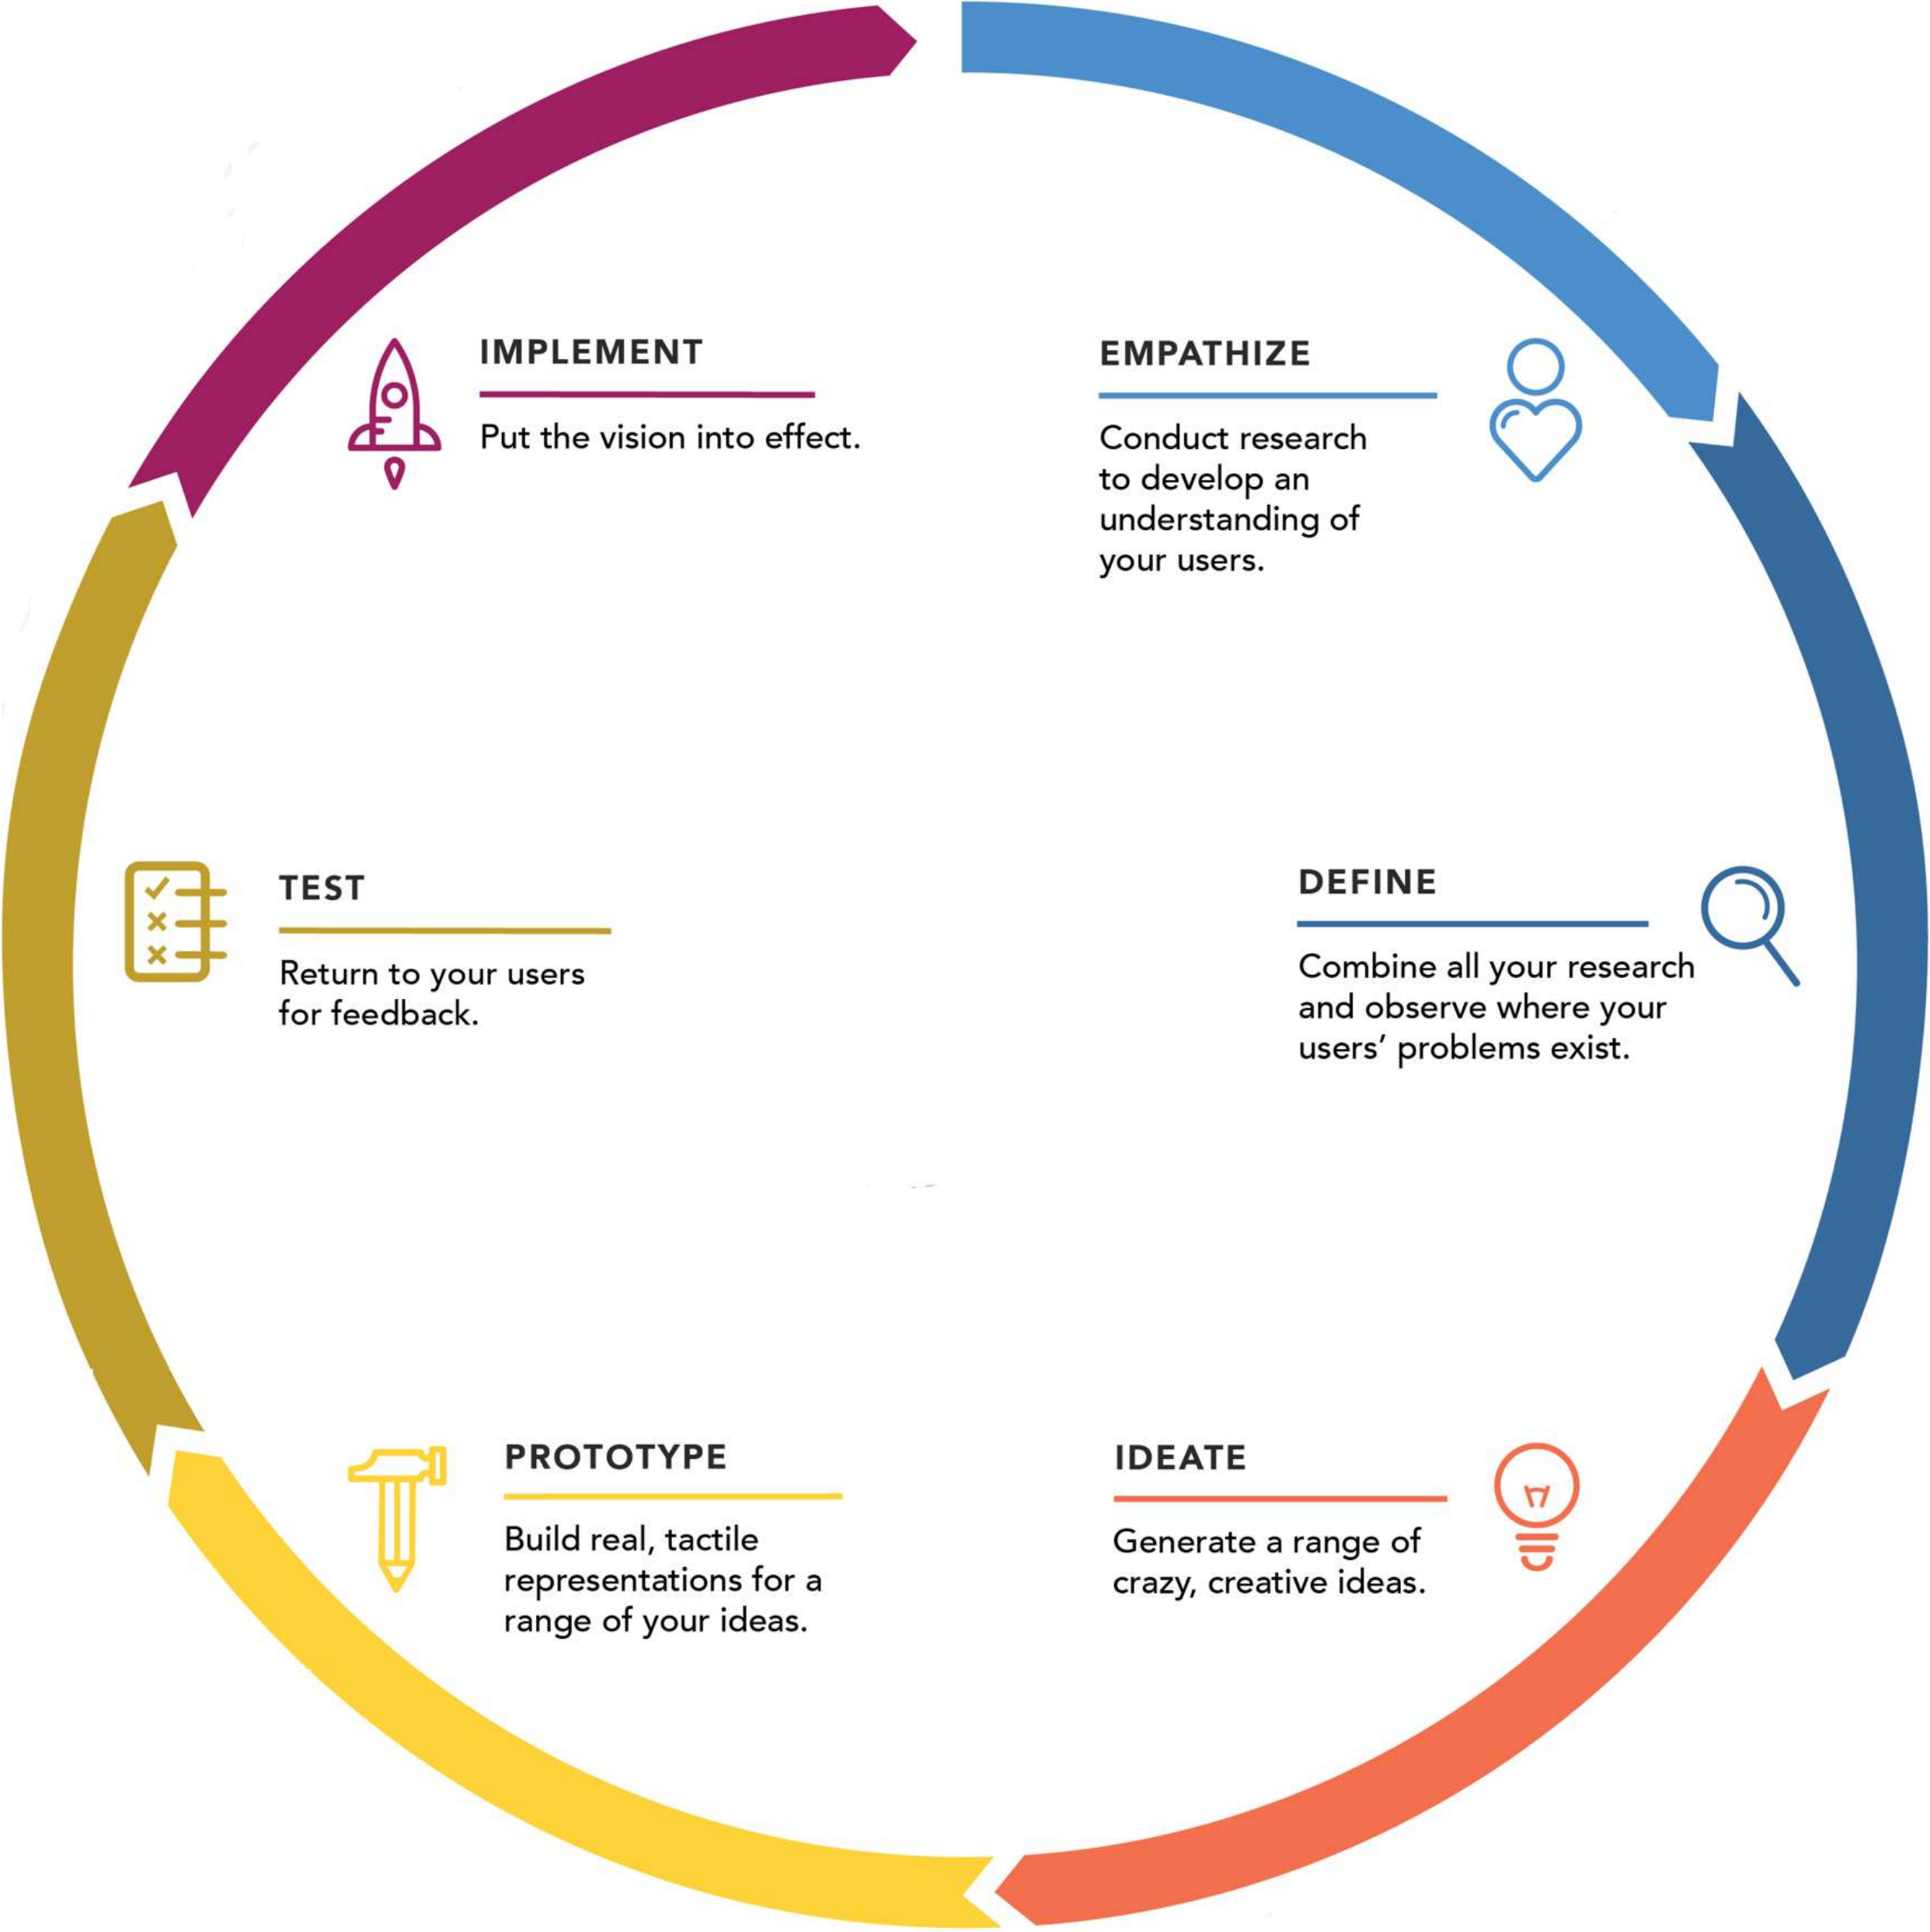 IMPLEMENT
Put the vision into effect.
EMPATHIZE
Conduct research
to develop an
understanding of
your users.
TEST
Return to your users
for feedback.
DEFINE
Combine all your research
and observe where your
users’ problems exist.
PROTOTYPE
Build real, tactile
representations for a
range of your ideas.
IDEATE
Generate a range of
crazy, creative ideas.